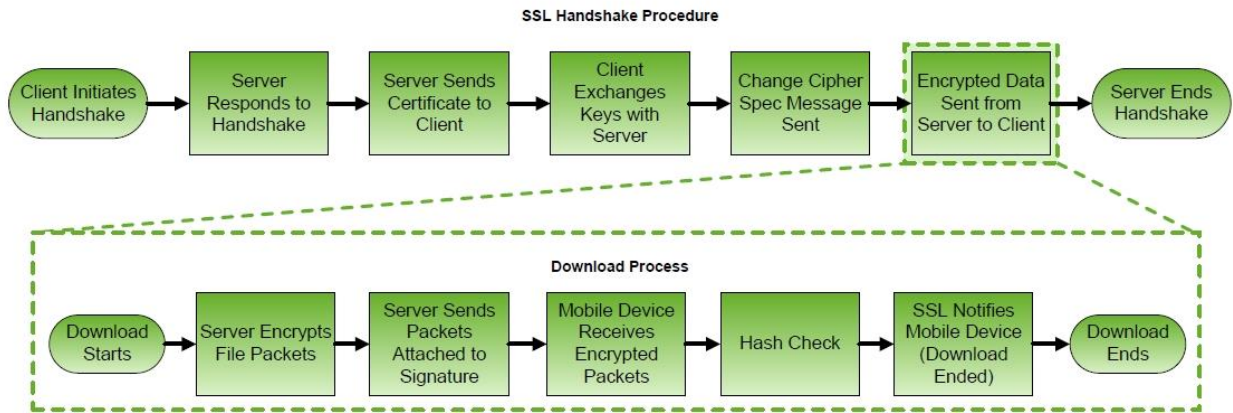 SSL Handshake Procedure
Client Initiates
Handshake
Server
Responds to
Handshake
Server Sends
Certificate to
Client
Client
Exchanges
Keys with
Server
Change Cipher
Spec Message
Sent
Encrypted Data
Sent from
Server to Client
Server Ends
Handshake
Download Process
Download
Starts
Server Encrypts
File Packets
Server Sends
Packets
Attached to
Signature
Mobile Device
Receives
Encrypted
Packets
Hash Check
SSL Notifies
Mobile Device
(Download
Ended)
Download
Ends